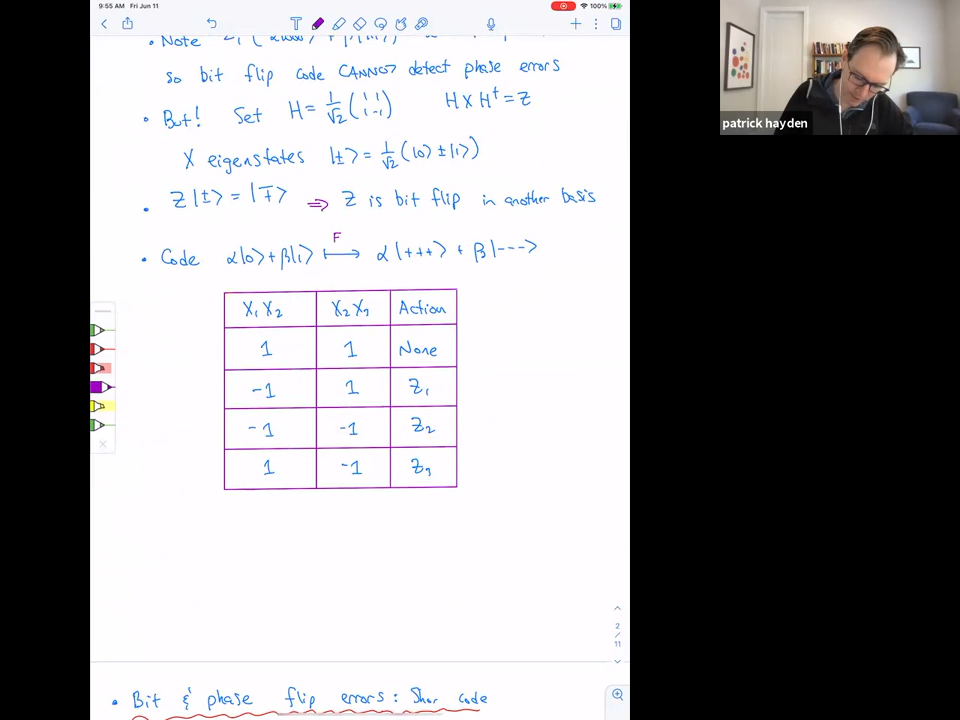 9:55 AM Fri Jun 11
100%
• Note
so bit flip code CANNOT detect phase errors
• But! Set H = 1/√2 (1 1 1 -1) H X H† = Z
X eigenstates |±⟩ = 1/√2 (|0⟩ ± |1⟩)
• Z|±⟩ = |∓⟩ ⇒ Z is bit flip in another basis
F
• Code α|0⟩+β|1⟩ ⟼ α|+++⟩ + β|---⟩
X₁X₂ X₂X₃ Action
1 1 None
-1 1 Z₁
-1 -1 Z₂
1 -1 Z₃
• Bit & phase flip errors: Shor code
2
/
11
patrick hayden